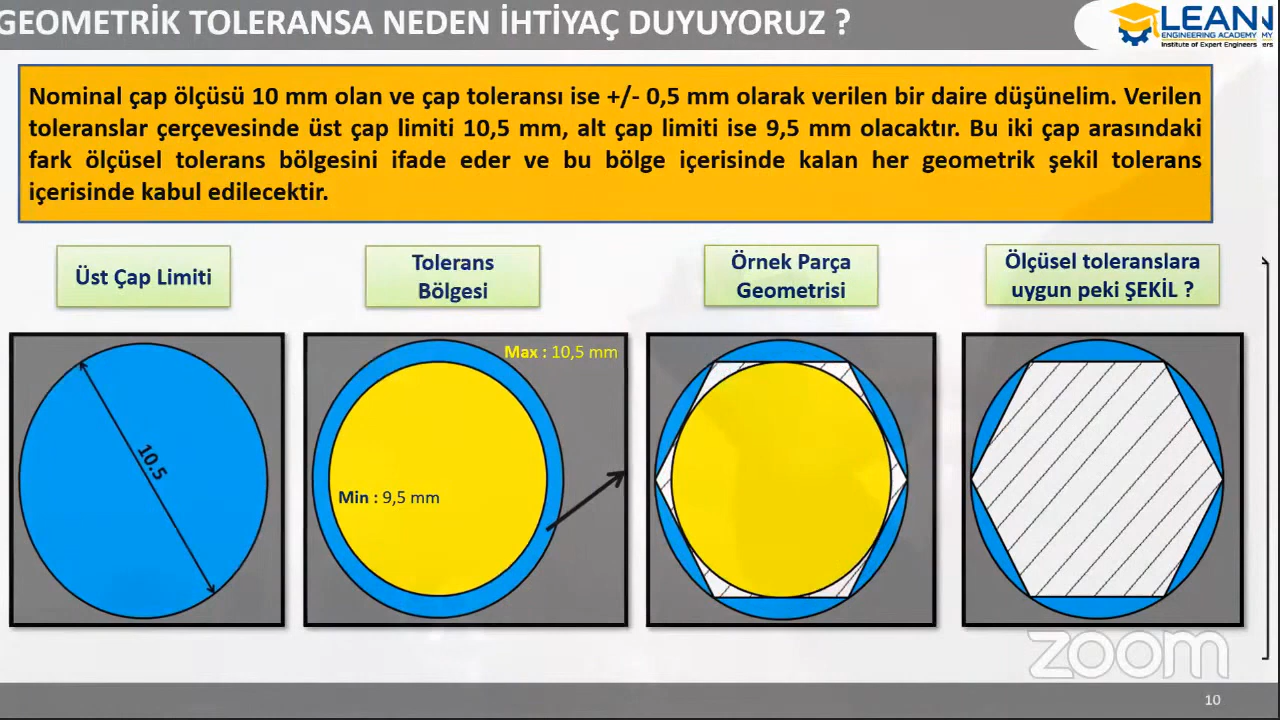 GEOMETRİK TOLERANSA NEDEN İHTİYAÇ DUYUYORUZ ?
LEAN
ENGINEERING ACADEMY
Institute of Expert Engineers
Nominal çap ölçüsü 10 mm olan ve çap toleransı ise +/- 0,5 mm olarak verilen bir daire düşünelim. Verilen
toleranslar çerçevesinde üst çap limiti 10,5 mm, alt çap limiti ise 9,5 mm olacaktır. Bu iki çap arasındaki
fark ölçüsel tolerans bölgesini ifade eder ve bu bölge içerisinde kalan her geometrik şekil tolerans
içerisinde kabul edilecektir.
Üst Çap Limiti
Tolerans
Bölgesi
Örnek Parça
Geometrisi
Ölçüsel toleranslara
uygun peki ŞEKİL ?
10.5
Max : 10,5 mm
Min : 9,5 mm
zoom
10